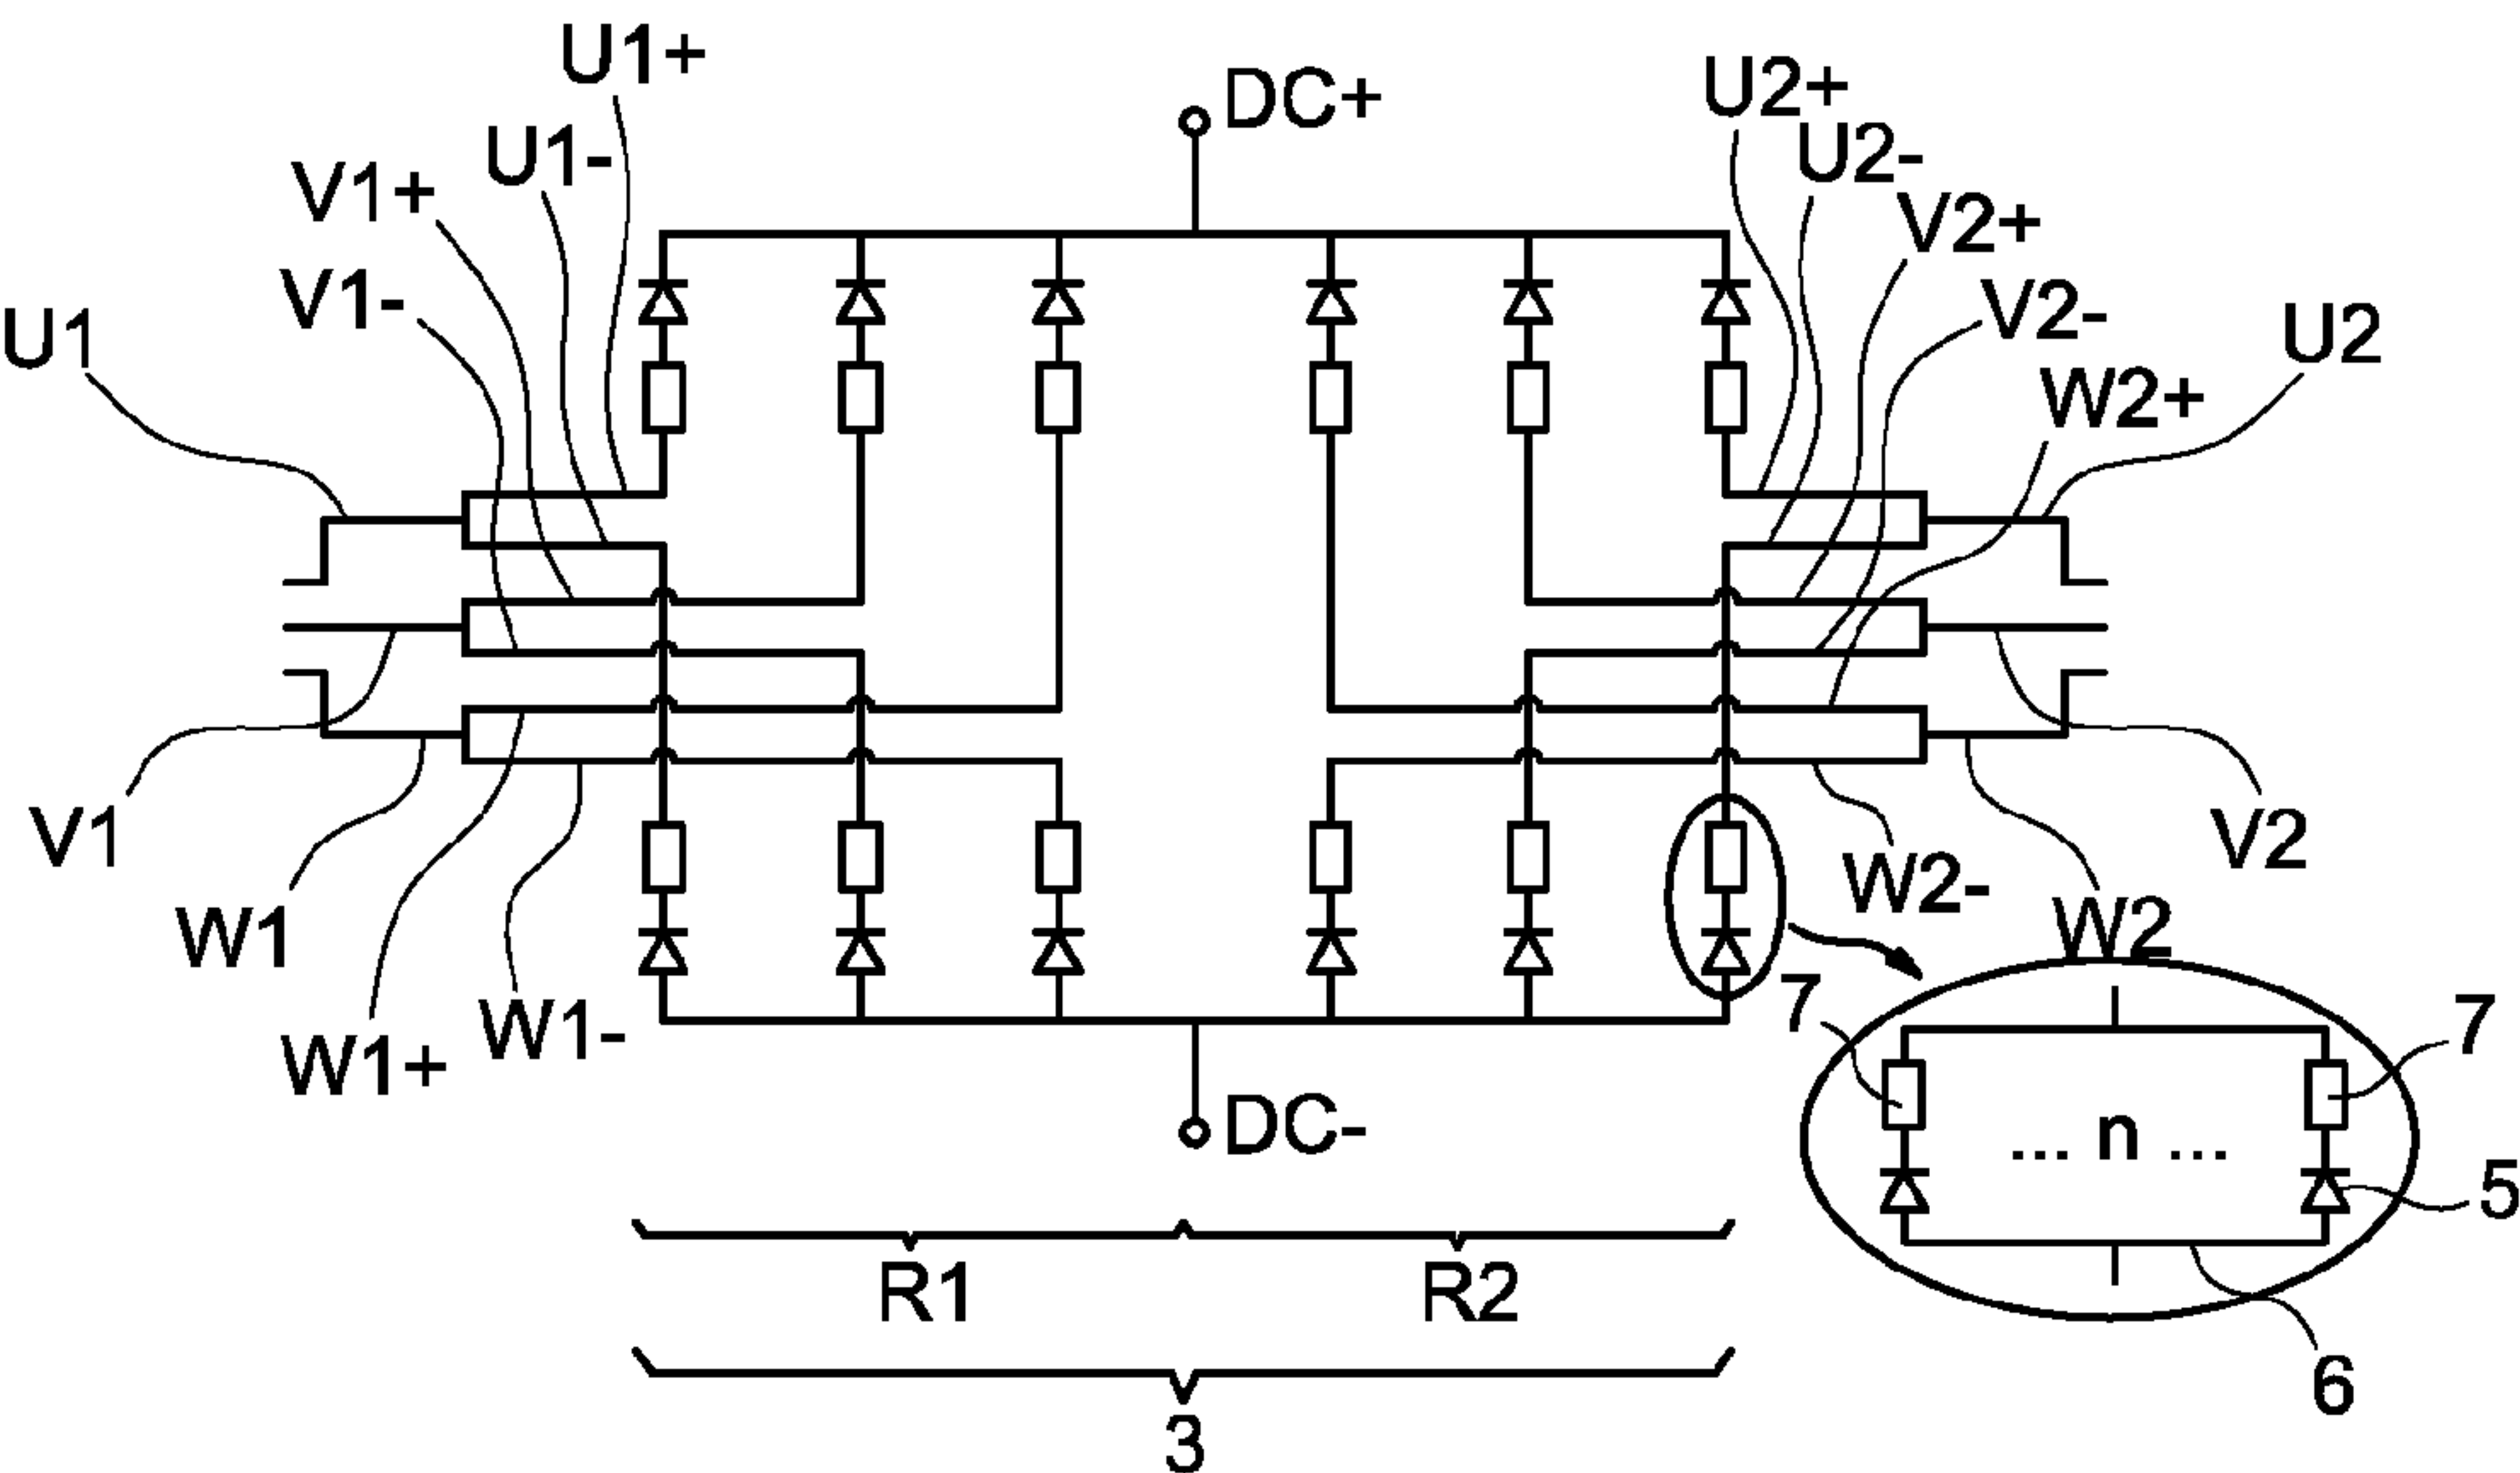 U1+
DC+
U2+
U1-
U2-
V1+
V2+
V1-
V2-
U1
U2
W2+
V1
V2
W1
W2-
W2
W1+
W1-
7
7
DC-
... n ...
5
R1
R2
6
3